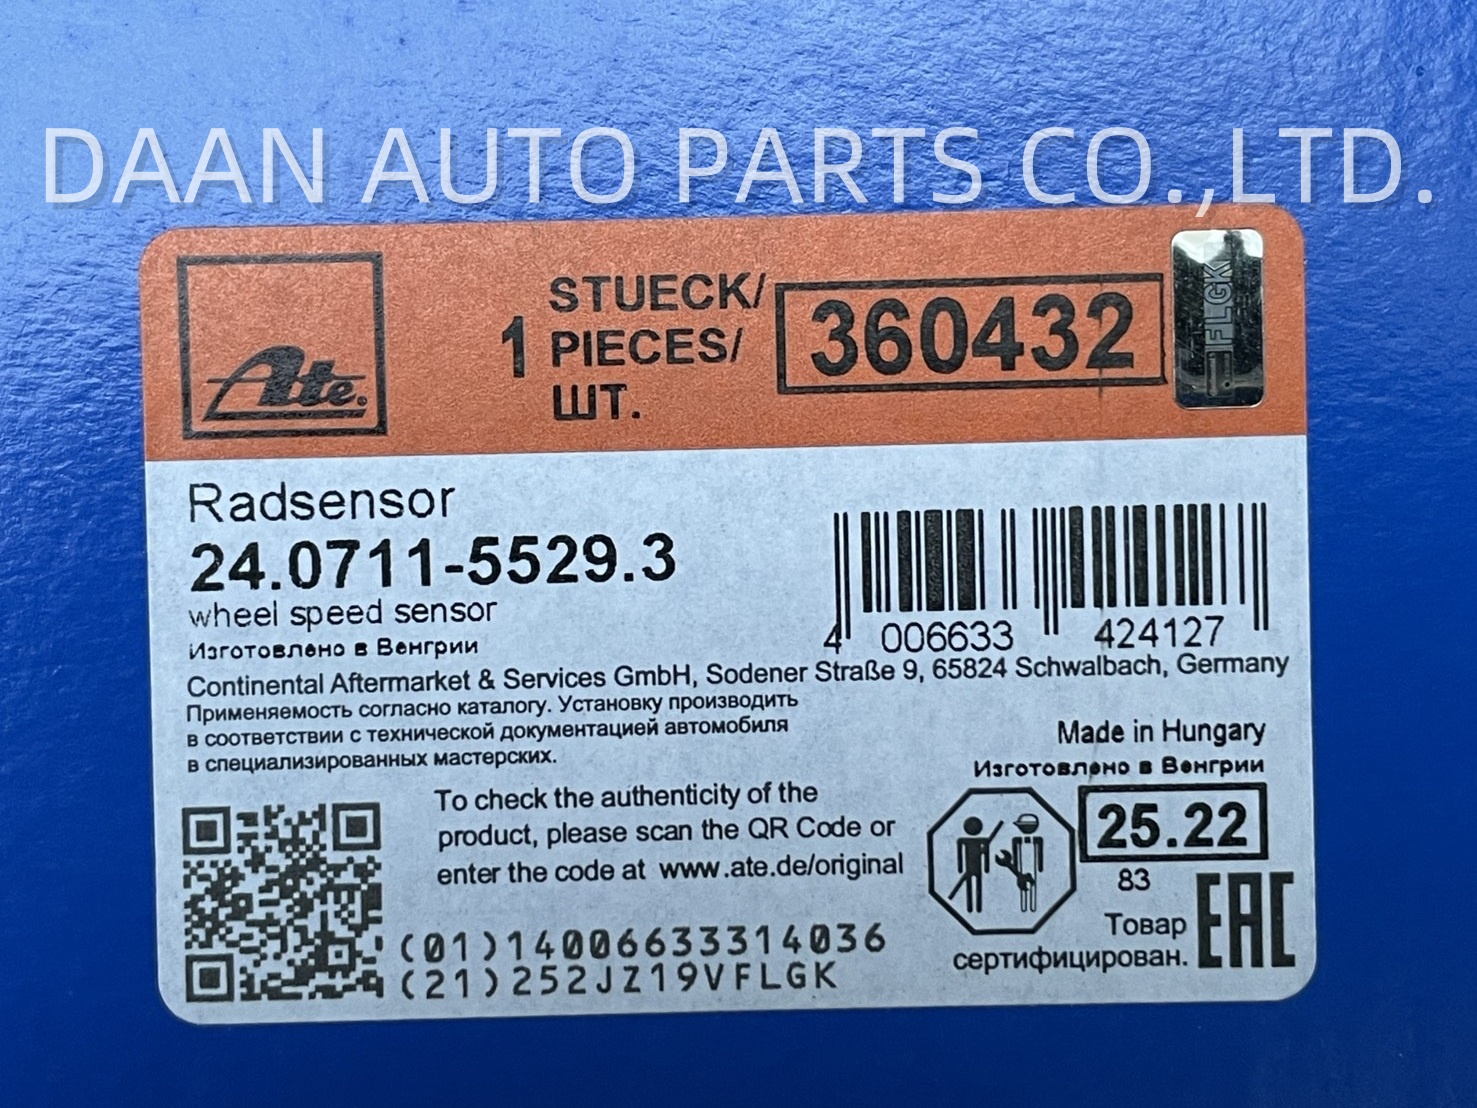 DAAN AUTO PARTS CO.,LTD.
Ate.
1
STUECK/
PIECES/
ШТ.
360432
FLGK
Radsensor
24.0711-5529.3
wheel speed sensor
Изготовлено в Венгрии
4 006633 424127
Continental Aftermarket & Services GmbH, Sodener Straße 9, 65824 Schwalbach, Germany
Применяемость согласно каталогу. Установку производить
в соответствии с технической документацией автомобиля
в специализированных мастерских.
Made in Hungary
Изготовлено в Венгрии
To check the authenticity of the
product, please scan the QR Code or
enter the code at www.ate.de/original
25.22
83
Товар
сертифицирован.
EAC
(01)14006633314036
(21)252JZ19VFLGK